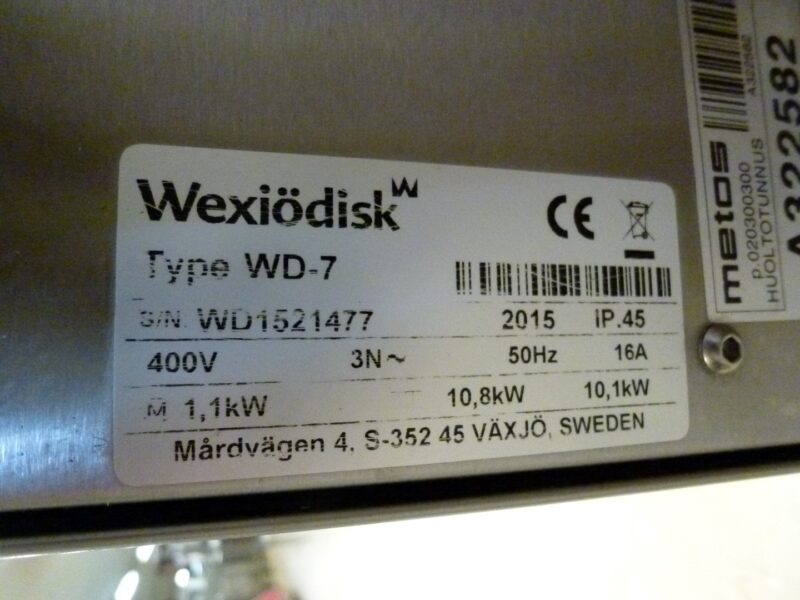 Wexiödisk
CE
Type WD-7
S/N WD1521477 2015 IP.45
400V 3N~ 50Hz 16A
M 1,1kW 10,8kW 10,1kW
Mårdvägen 4, S-352 45 VÄXJÖ, SWEDEN
metos
p.020300300
HUOLTOTUNNUS
A322582
A322582